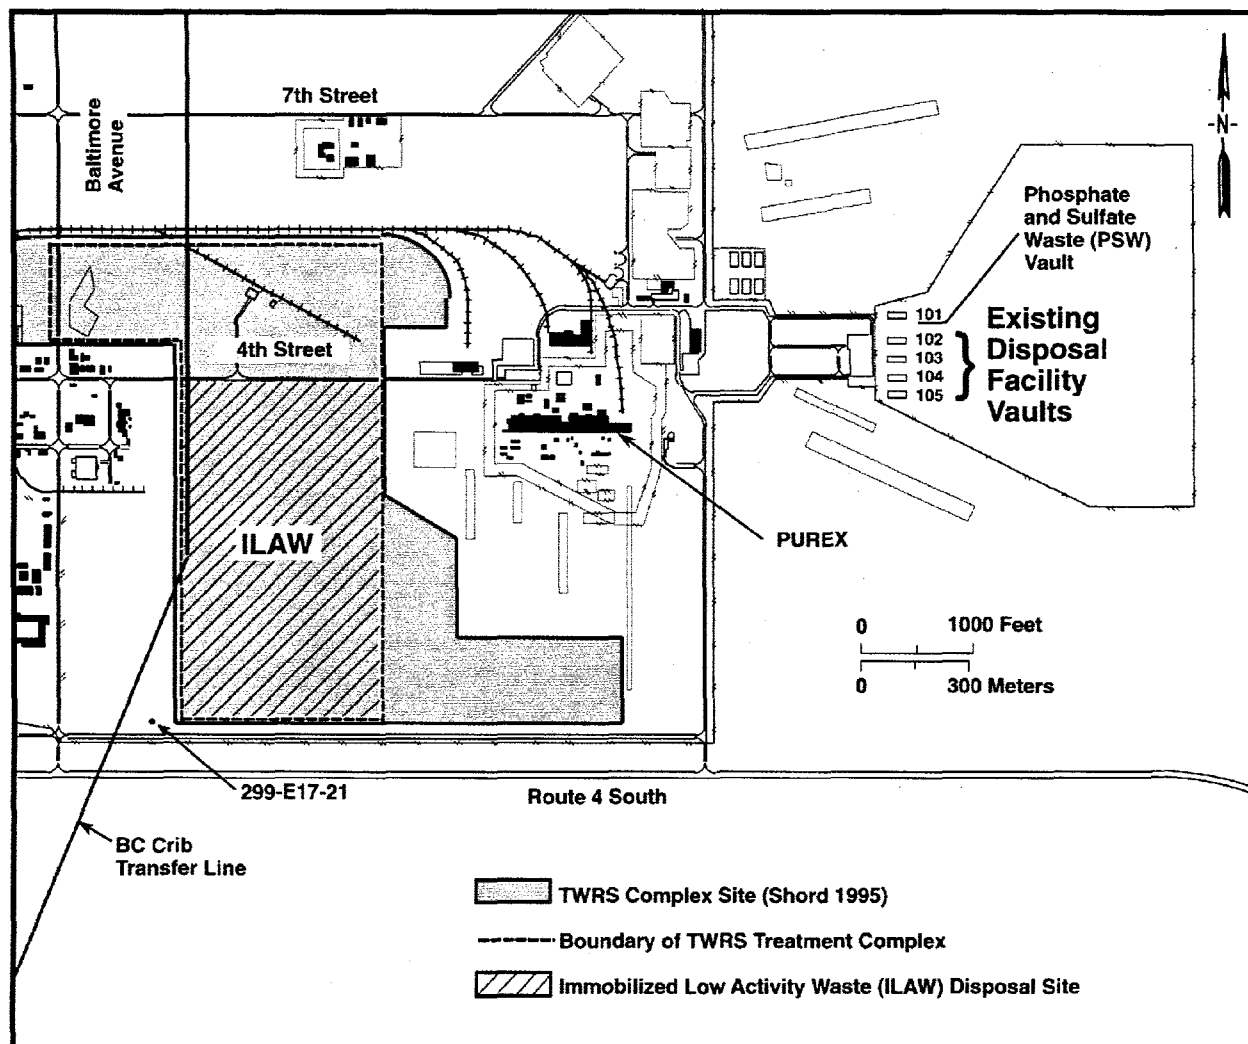 7th Street
Baltimore
Avenue
N
Phosphate
and Sulfate
Waste (PSW)
Vault
101
102
103
104
105
Existing
Disposal
Facility
Vaults
4th Street
ILAW
PUREX
0 1000 Feet
0 300 Meters
299-E17-21
Route 4 South
BC Crib
Transfer Line
TWRS Complex Site (Shord 1995)
Boundary of TWRS Treatment Complex
Immobilized Low Activity Waste (ILAW) Disposal Site